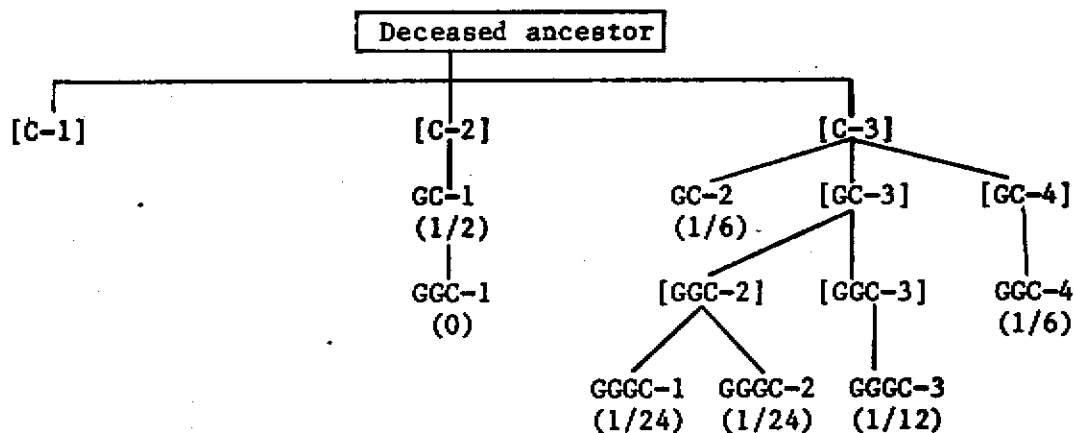 Deceased ancestor
[C-1] [C-2] [C-3]
GC-1 GC-2 [GC-3] [GC-4]
(1/2) (1/6)
GGC-1 [GGC-2] [GGC-3] GGC-4
(0) (1/6)
GGGC-1 GGGC-2 GGGC-3
(1/24) (1/24) (1/12)